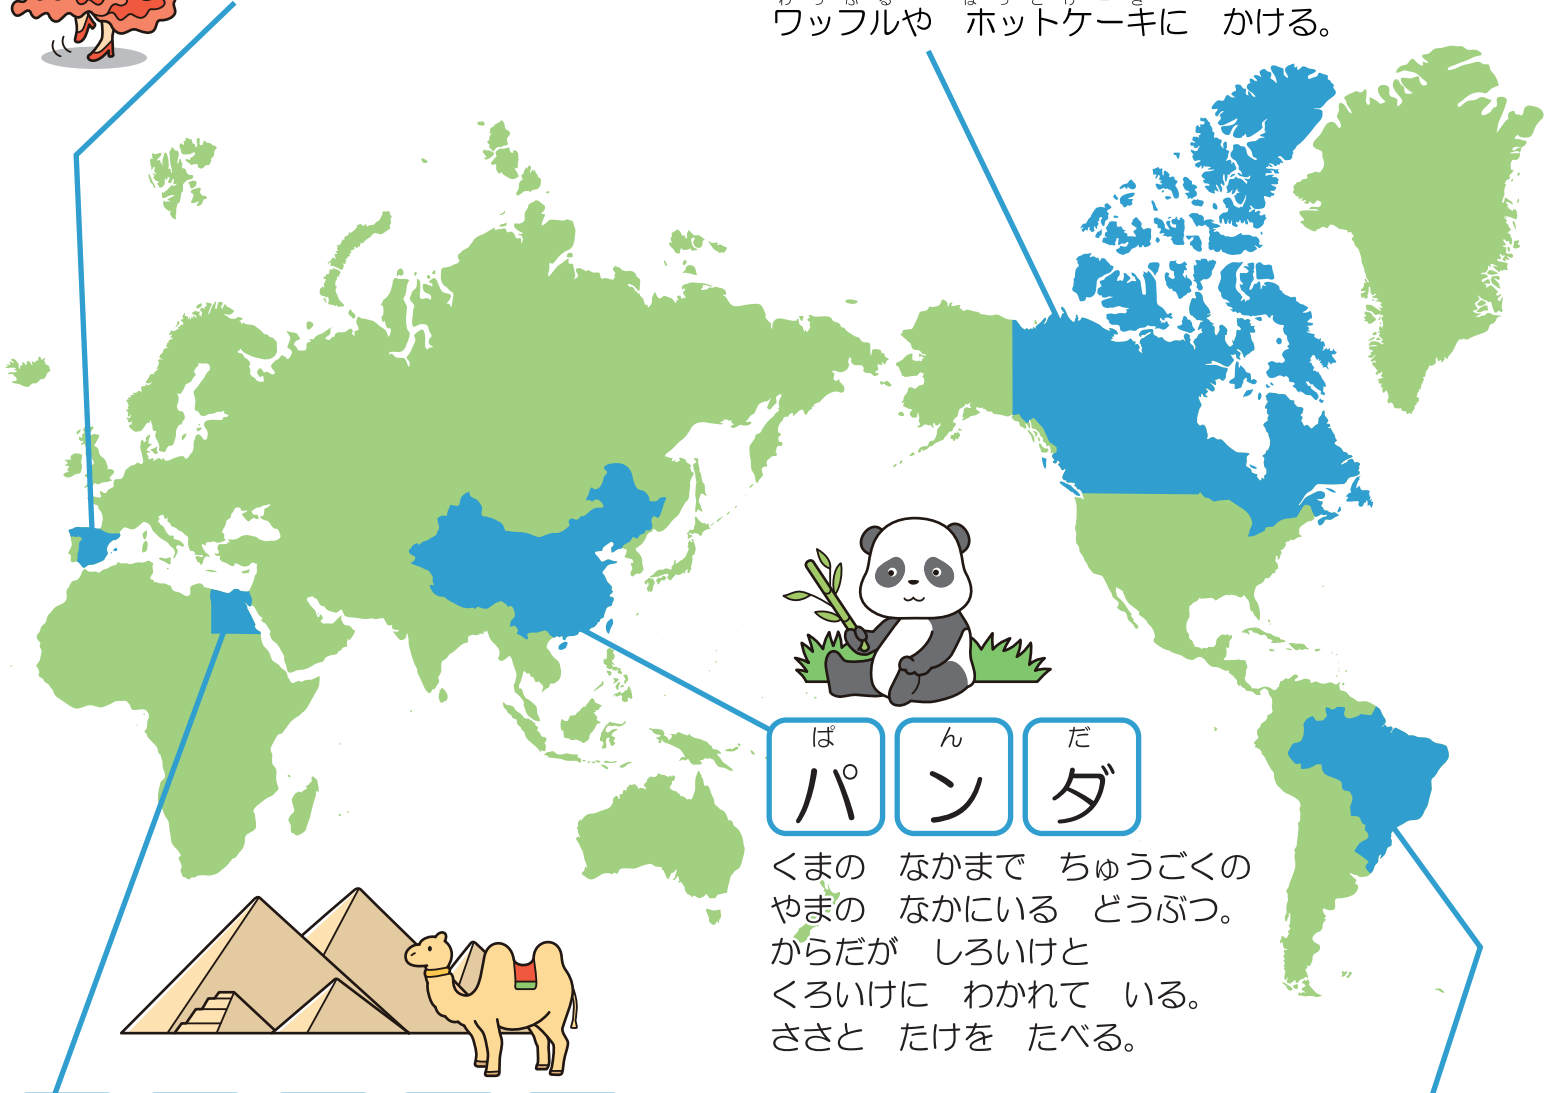 ワッフルや　ホットケーキに　かける。
ぱ　ん　だ
パンダ
くまの　なかまで　ちゅうごくの
やまの　なかにいる　どうぶつ。
からだが　しろいけと
くろいけに　わかれて　いる。
ささと　たけを　たべる。